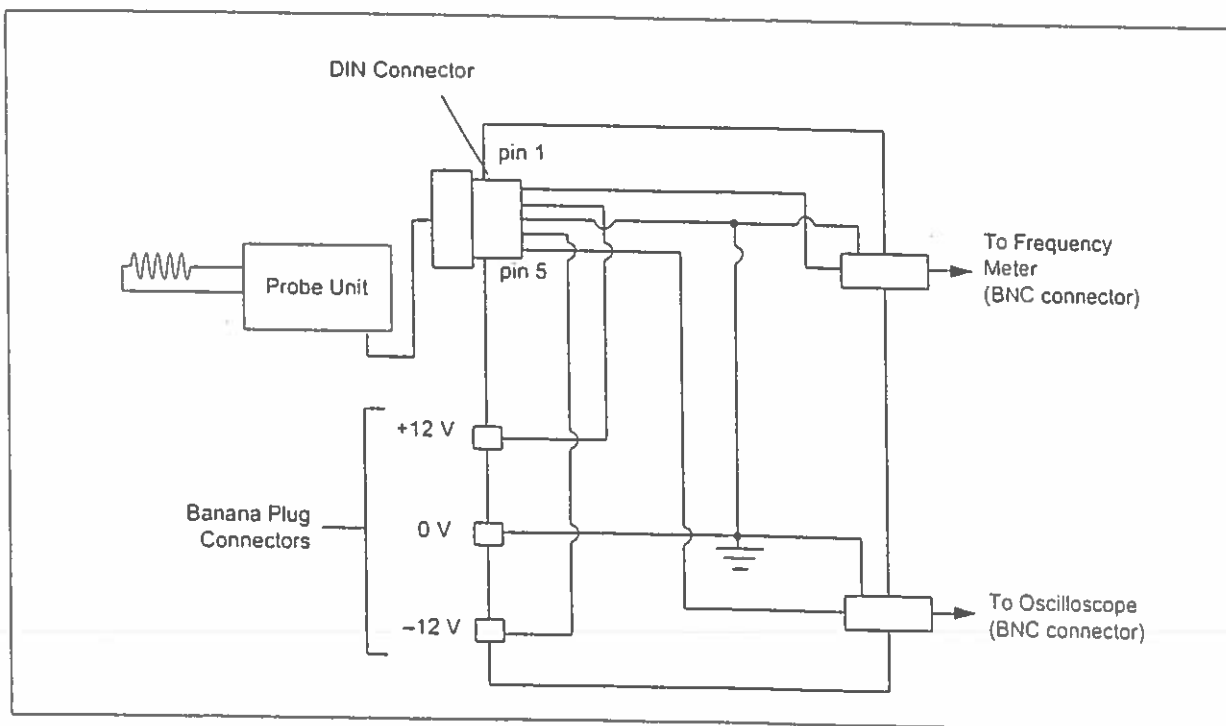 DIN Connector
pin 1
pin 5
Probe Unit
To Frequency
Meter
(BNC connector)
+12 V
Banana Plug
Connectors
0 V
–12 V
To Oscilloscope
(BNC connector)